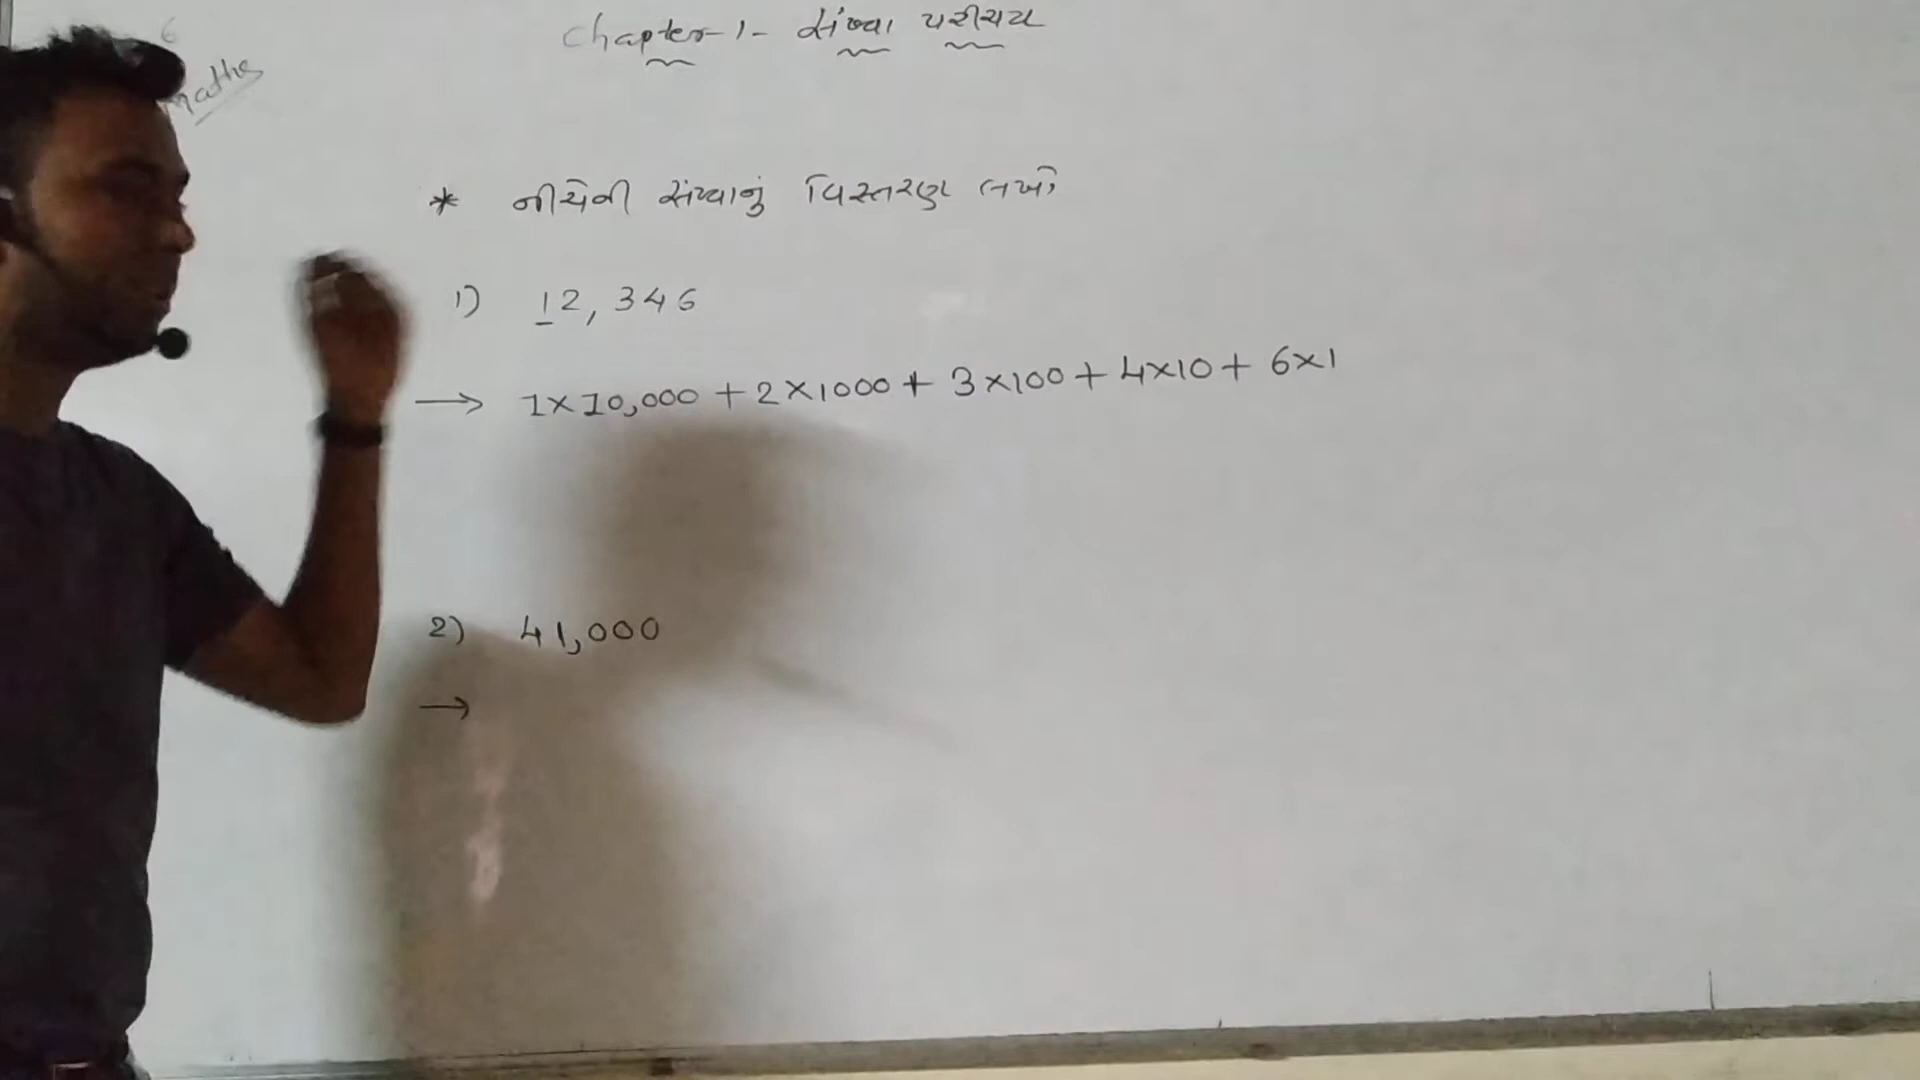 6
Maths
Chapter-1- સંખ્યા પરીચય
* નીચેની સંખ્યાનું વિસ્તરણ લખો
1) 12,346
→ 1×10,000 + 2×1000 + 3×100 + 4×10 + 6×1
2) 41,000
→